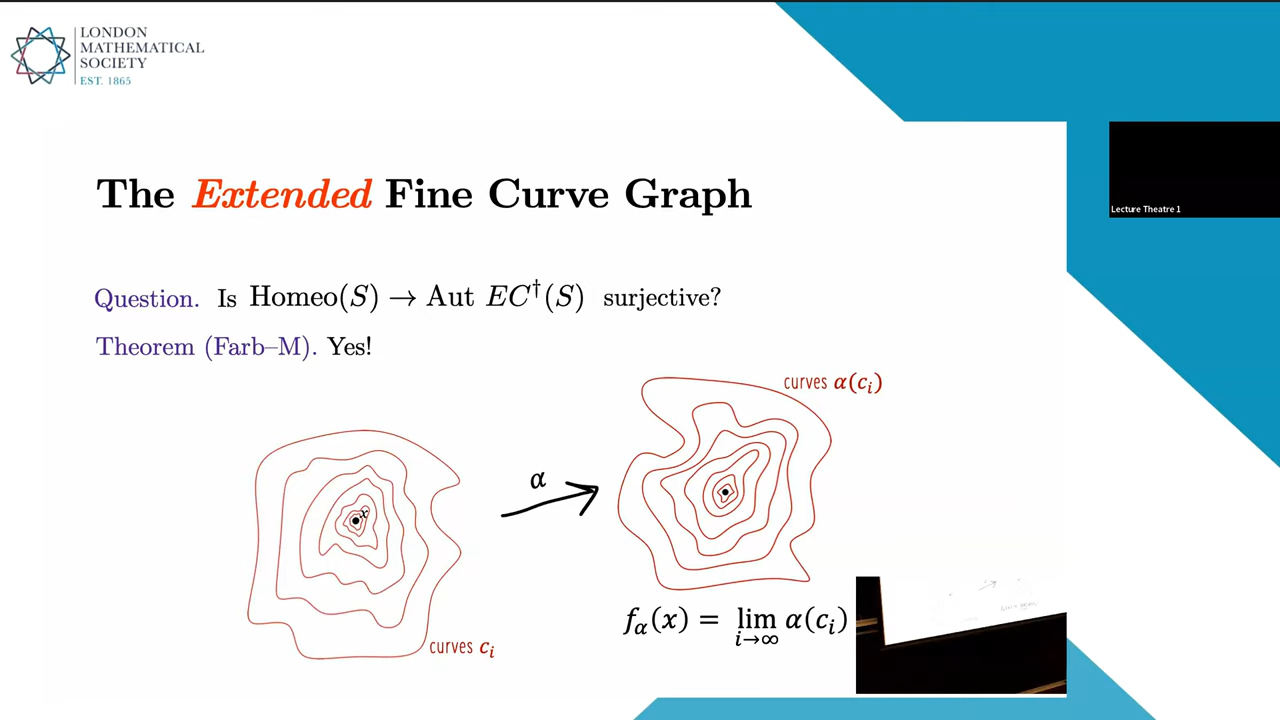 LONDON
MATHEMATICAL
SOCIETY
EST. 1865
Lecture Theatre 1
The Extended Fine Curve Graph
Question. Is Homeo(S) → Aut EC†(S) surjective?
Theorem (Farb–M). Yes!
curves α(cᵢ)
α
x
curves cᵢ
f_α(x) = lim_{i→∞} α(cᵢ)